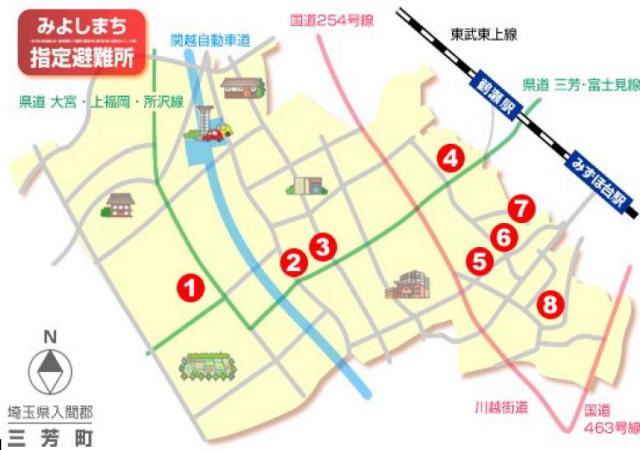 みよしまち
指定避難所
関越自動車道
国道254号線
東武東上線
県道 大宮・上福岡・所沢線
県道 三芳・富士見線
鶴瀬駅
みずほ台駅
4
7
6
3
2
5
1
8
N
埼玉県入間郡
三芳町
川越街道
国道
463号線